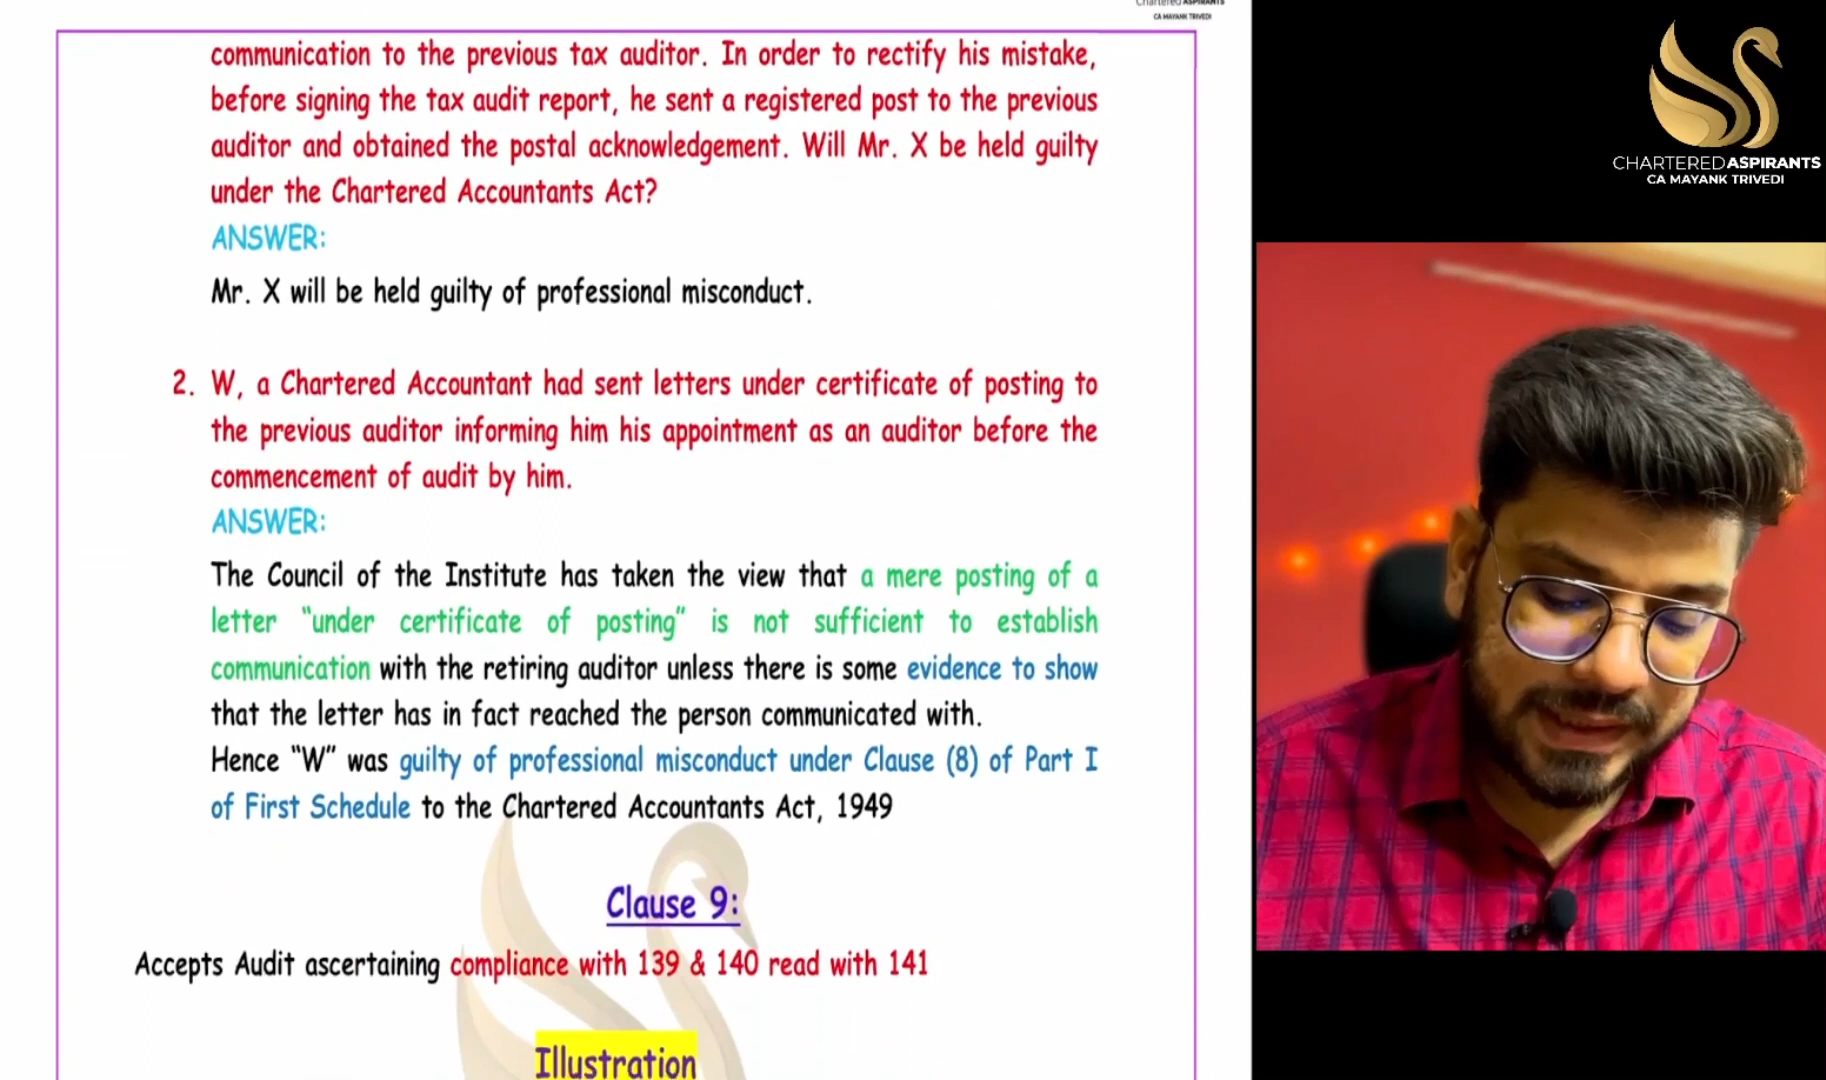 Chartered ASPIRANTS
CA MAYANK TRIVEDI
communication to the previous tax auditor. In order to rectify his mistake,
before signing the tax audit report, he sent a registered post to the previous
auditor and obtained the postal acknowledgement. Will Mr. X be held guilty
under the Chartered Accountants Act?
ANSWER:
Mr. X will be held guilty of professional misconduct.
2. W, a Chartered Accountant had sent letters under certificate of posting to
the previous auditor informing him his appointment as an auditor before the
commencement of audit by him.
ANSWER:
The Council of the Institute has taken the view that a mere posting of a
letter “under certificate of posting” is not sufficient to establish
communication with the retiring auditor unless there is some evidence to show
that the letter has in fact reached the person communicated with.
Hence “W” was guilty of professional misconduct under Clause (8) of Part I
of First Schedule to the Chartered Accountants Act, 1949
Clause 9:
Accepts Audit ascertaining compliance with 139 & 140 read with 141
Illustration
CHARTERED ASPIRANTS
CA MAYANK TRIVEDI